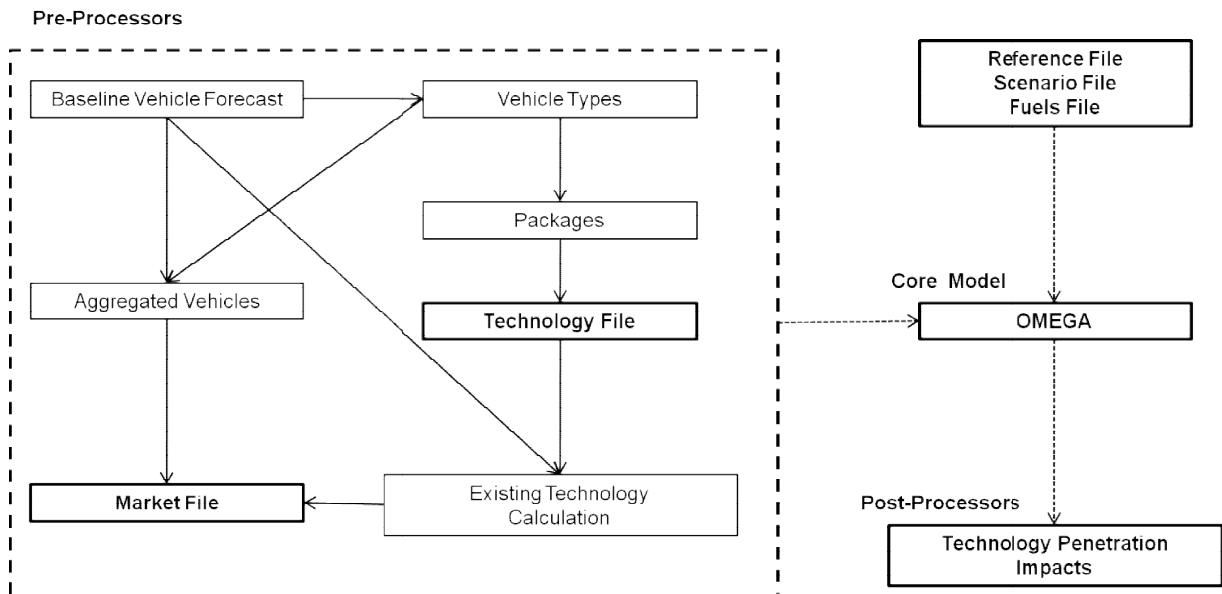 Pre-Processors
Baseline Vehicle Forecast
Vehicle Types
Packages
Aggregated Vehicles
Technology File
Market File
Existing Technology
Calculation
Reference File
Scenario File
Fuels File
Core Model
OMEGA
Post-Processors
Technology Penetration
Impacts